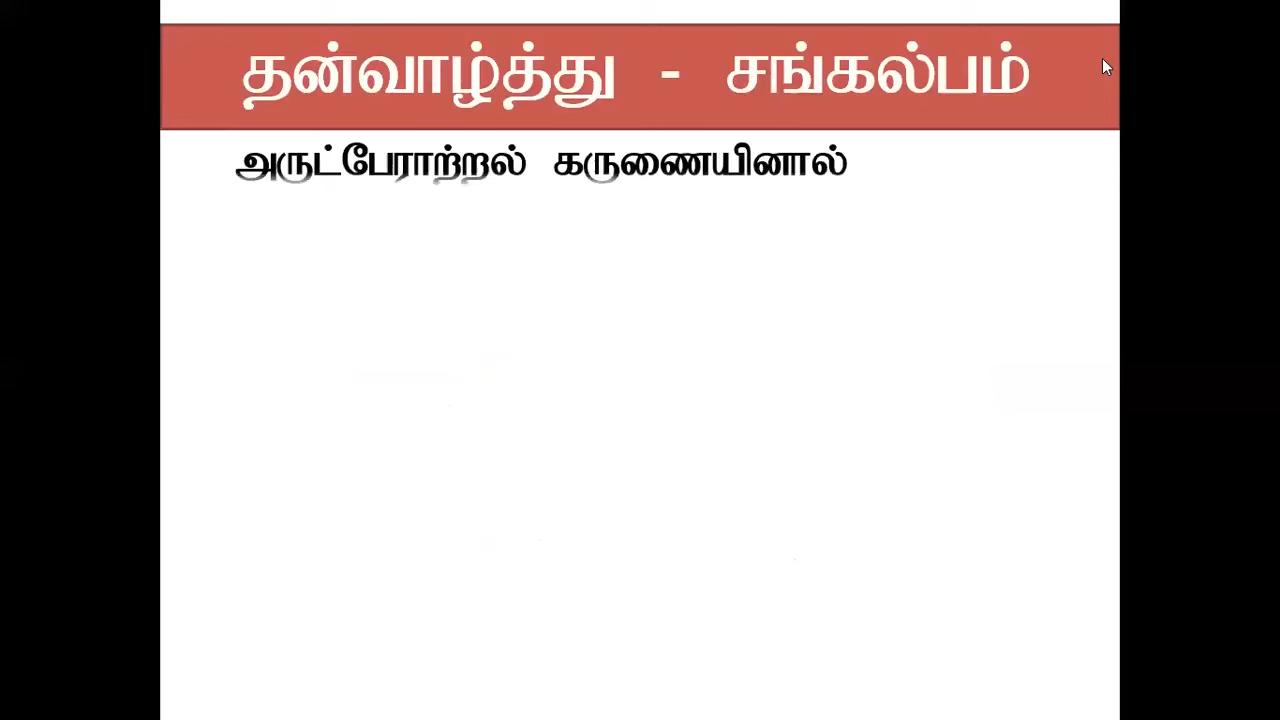 தன்வாழ்த்து - சங்கல்பம்
அருட்பேராற்றல் கருணையினால்